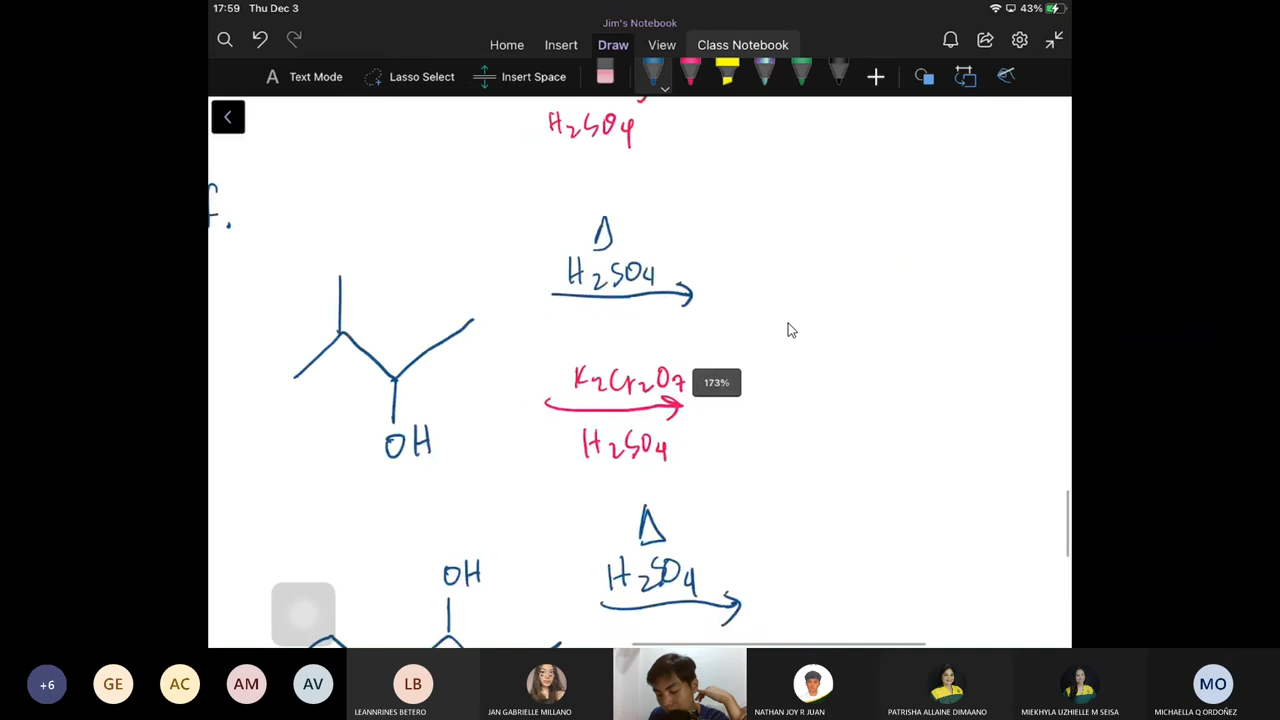 17:59 Thu Dec 3
43%
Jim's Notebook
Home Insert Draw View Class Notebook
A Text Mode Lasso Select Insert Space
H2SO4
f.
Δ
H2SO4
K2Cr2O7
173%
H2SO4
OH
Δ
H2SO4
OH
+6 GE AC AM AV LB MO
LEANNRINES BETERO JAN GABRIELLE MILLANO NATHAN JOY R JUAN PATRISHA ALLAINE DIMAANO MIEKHYLA UZHIELLE M SEISA MICHAELLA Q ORDOÑEZ